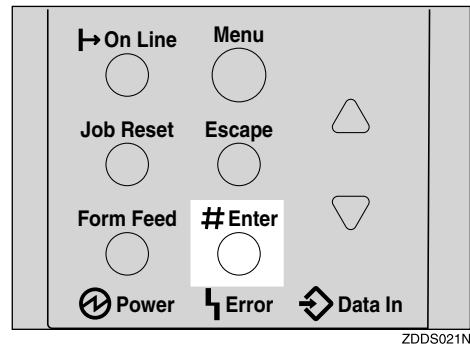 On Line Menu
Job Reset Escape
Form Feed # Enter
Power Error Data In
ZDDS021N